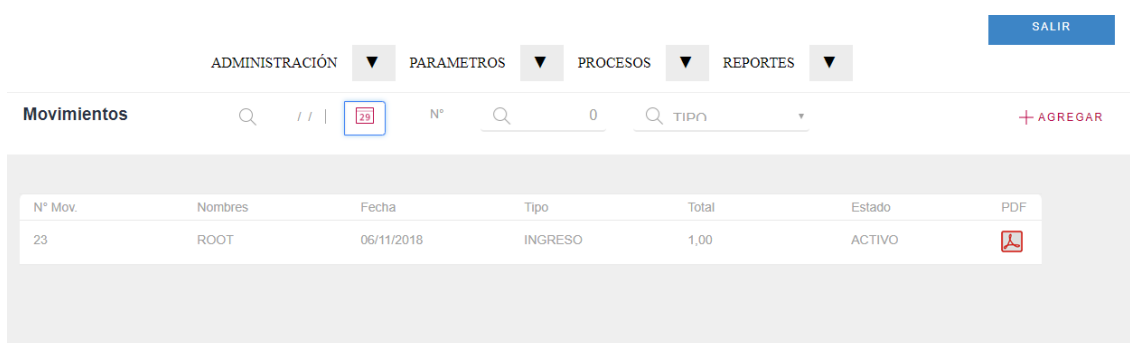 SALIR
ADMINISTRACIÓN ▼ PARAMETROS ▼ PROCESOS ▼ REPORTES ▼
Movimientos / / 29 N° 0 TIPO ▼ + AGREGAR
N° Mov. Nombres Fecha Tipo Total Estado PDF
23 ROOT 06/11/2018 INGRESO 1,00 ACTIVO